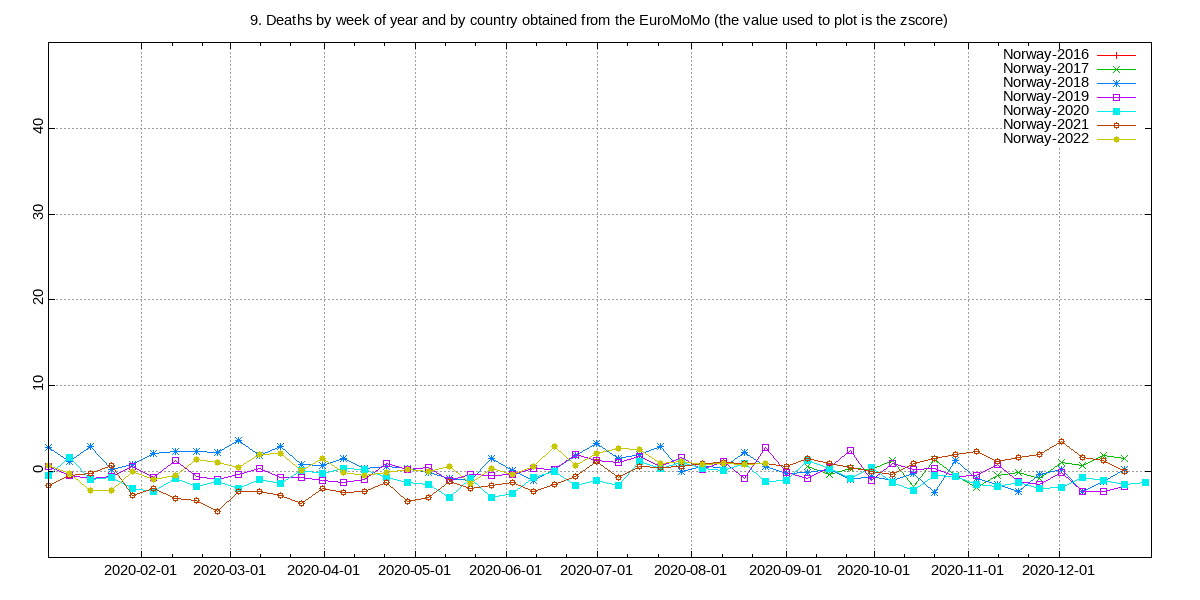 9. Deaths by week of year and by country obtained from the EuroMoMo (the value used to plot is the zscore)
Norway-2016
Norway-2017
Norway-2018
Norway-2019
Norway-2020
Norway-2021
Norway-2022
40
30
20
10
0
2020-02-01 2020-03-01 2020-04-01 2020-05-01 2020-06-01 2020-07-01 2020-08-01 2020-09-01 2020-10-01 2020-11-01 2020-12-01